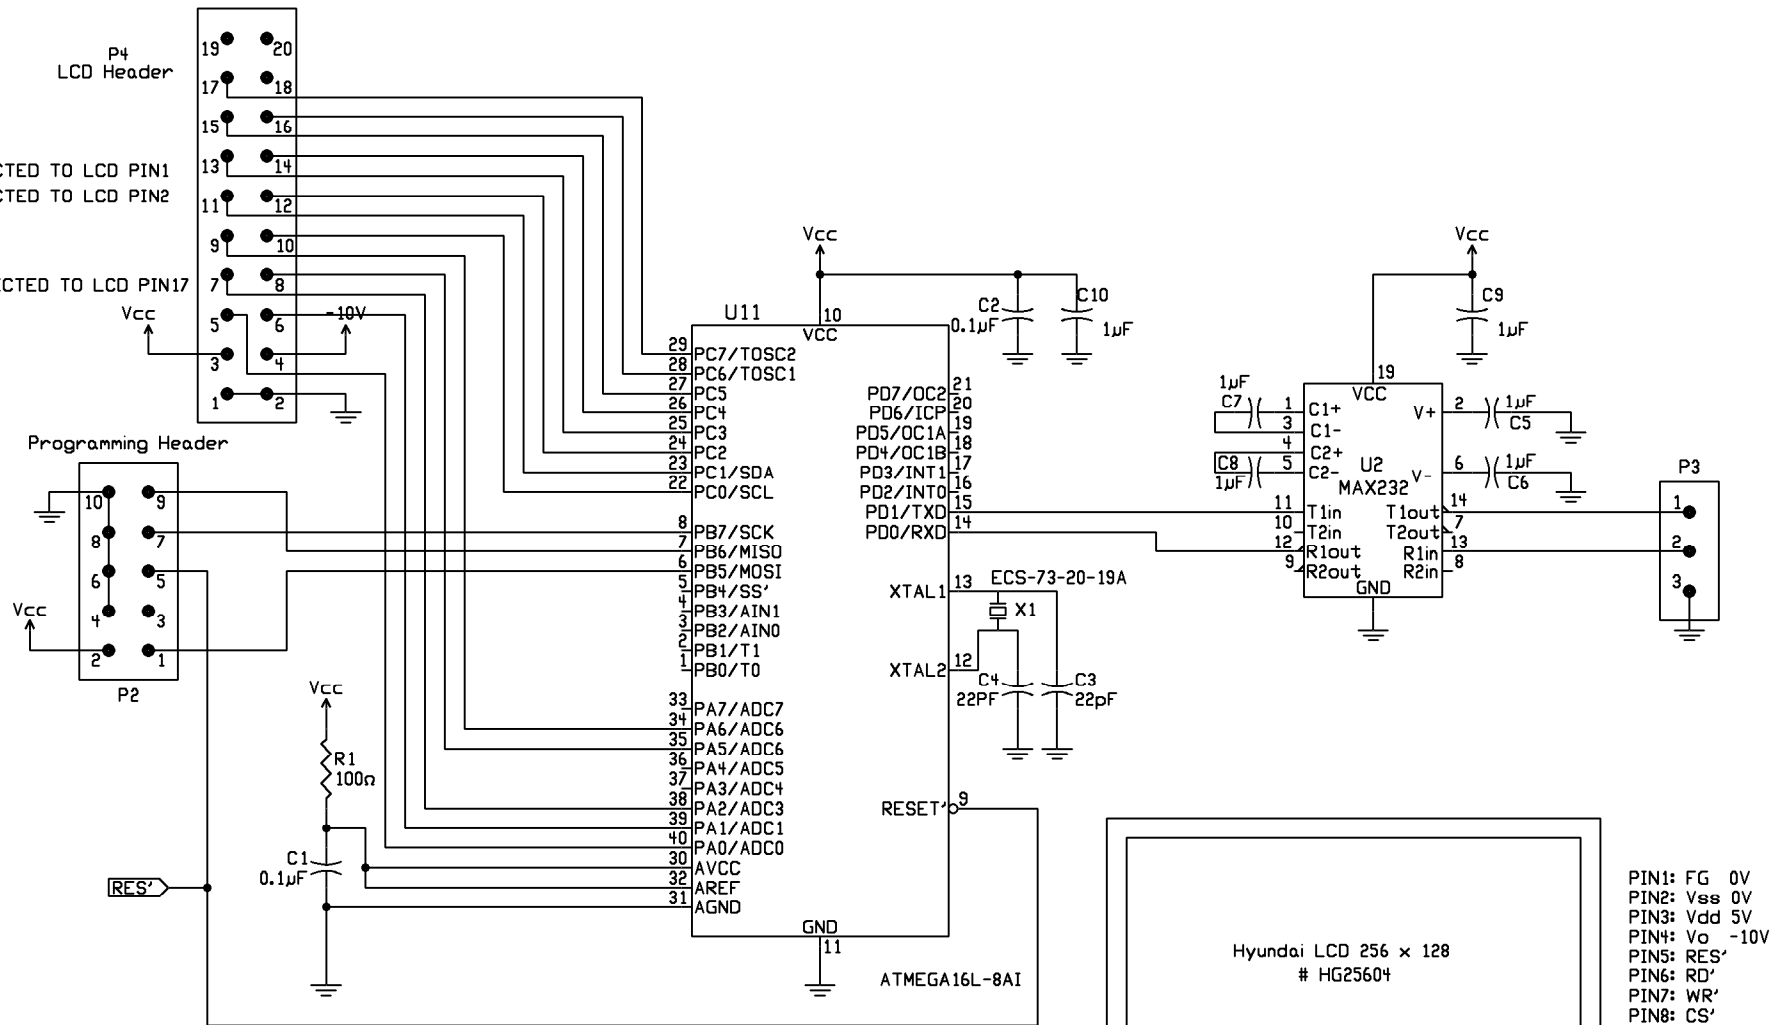 P4
LCD Header
19 20
17 18
15 16
13 14
11 12
9 10
7 8
5 6
3 4
1 2
CTED TO LCD PIN1
CTED TO LCD PIN2
ECTED TO LCD PIN17
Vcc
-10V
Programming Header
10 9
8 7
6 5
4 3
2 1
Vcc
P2
Vcc
R1
100Ω
C1
0.1µF
RES'
U11
Vcc
10
VCC
29 PC7/TOSC2
28 PC6/TOSC1
27 PC5
26 PC4
25 PC3
24 PC2
23 PC1/SDA
22 PC0/SCL
8 PB7/SCK
7 PB6/MISO
6 PB5/MOSI
5 PB4/SS'
4 PB3/AIN1
3 PB2/AIN0
2 PB1/T1
1 PB0/T0
33 PA7/ADC7
34 PA6/ADC6
35 PA5/ADC6
36 PA4/ADC5
37 PA3/ADC4
38 PA2/ADC3
39 PA1/ADC1
40 PA0/ADC0
30 AVCC
32 AREF
31 AGND
PD7/OC2 21
PD6/ICP 20
PD5/OC1A 19
PD4/OC1B 18
PD3/INT1 17
PD2/INT0 16
PD1/TXD 15
PD0/RXD 14
XTAL1 13
XTAL2 12
RESET' 9
GND
11
ATMEGA16L-8AI
C2
0.1µF
C10
1µF
ECS-73-20-19A
X1
C4
22PF
C3
22pF
Vcc
C9
1µF
19
VCC
1µF
C7
1 C1+
3 C1-
4 C2+
5 C2-
C8
1µF
U2
MAX232
11 T1in
10 T2in
12 R1out
9 R2out
V+ 2
1µF
C5
V- 6
1µF
C6
T1out 14
T2out 7
R1in 13
R2in 8
GND
P3
1
2
3
Hyundai LCD 256 x 128
# HG25604
PIN1: FG 0V
PIN2: Vss 0V
PIN3: Vdd 5V
PIN4: Vo -10V
PIN5: RES'
PIN6: RD'
PIN7: WR'
PIN8: CS'